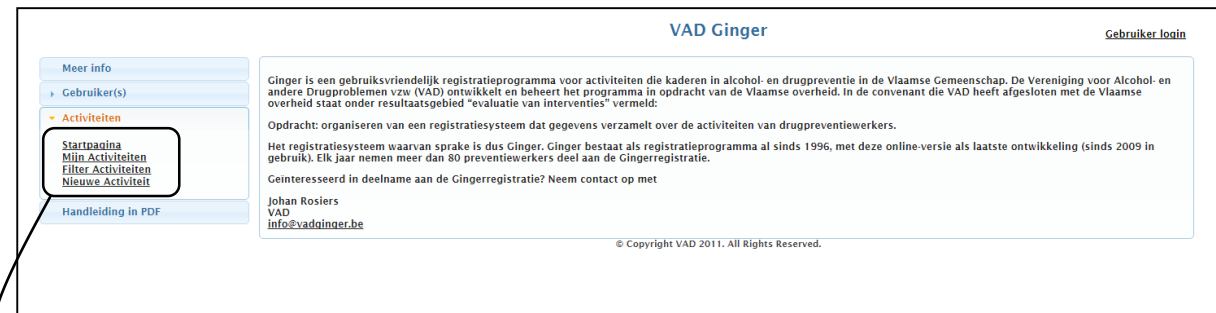 VAD Ginger
Gebruiker login
Meer info
Gebruiker(s)
Activiteiten
Startpagina
Mijn Activiteiten
Filter Activiteiten
Nieuwe Activiteit
Handleiding in PDF
Ginger is een gebruiksvriendelijk registratieprogramma voor activiteiten die kaderen in alcohol- en drugpreventie in de Vlaamse Gemeenschap. De Vereniging voor Alcohol- en
andere Drugproblemen vzw (VAD) ontwikkelt en beheert het programma in opdracht van de Vlaamse overheid. In de convenant die VAD heeft afgesloten met de Vlaamse
overheid staat onder resultaatsgebied “evaluatie van interventies” vermeld:
Opdracht: organiseren van een registratiesysteem dat gegevens verzamelt over de activiteiten van drugpreventiewerkers.
Het registratiesysteem waarvan sprake is dus Ginger. Ginger bestaat als registratieprogramma al sinds 1996, met deze online-versie als laatste ontwikkeling (sinds 2009 in
gebruik). Elk jaar nemen meer dan 80 preventiewerkers deel aan de Gingerregistratie.
Geïnteresseerd in deelname aan de Gingerregistratie? Neem contact op met
Johan Rosiers
VAD
info@vadginger.be
© Copyright VAD 2011. All Rights Reserved.